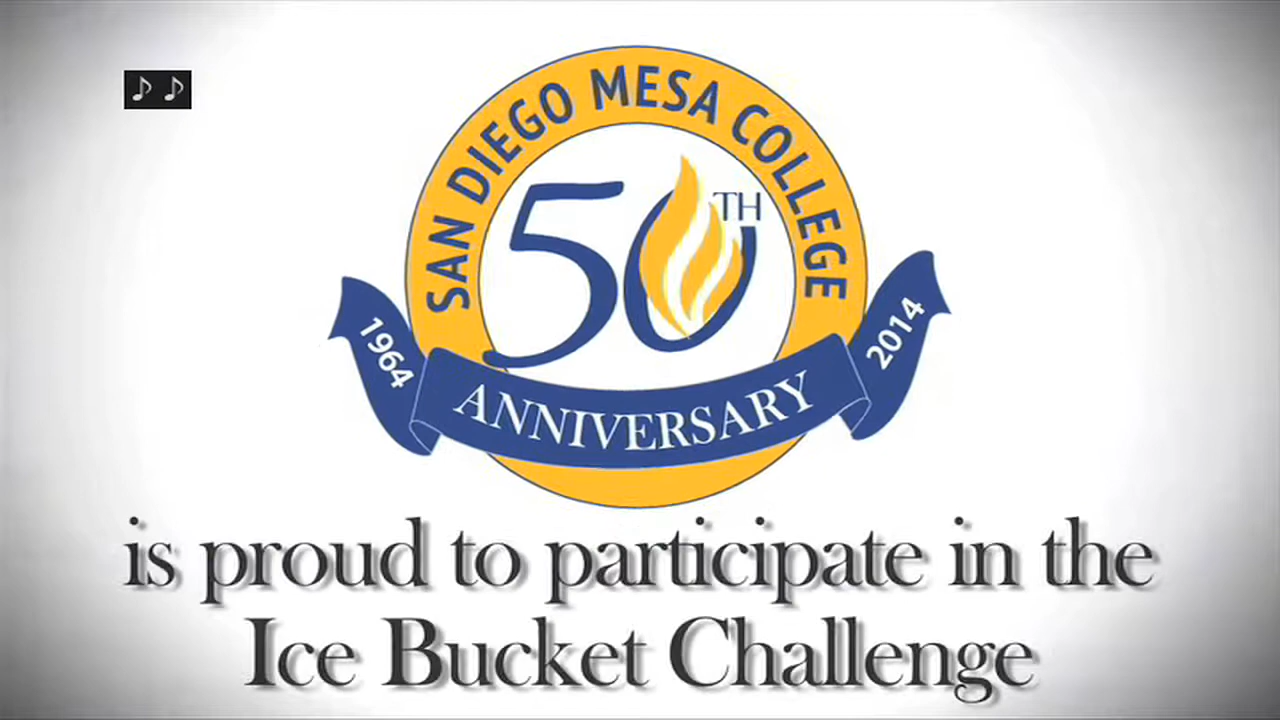 ♪ ♪
SAN DIEGO MESA COLLEGE
50TH
1964
2014
ANNIVERSARY
is proud to participate in the
Ice Bucket Challenge